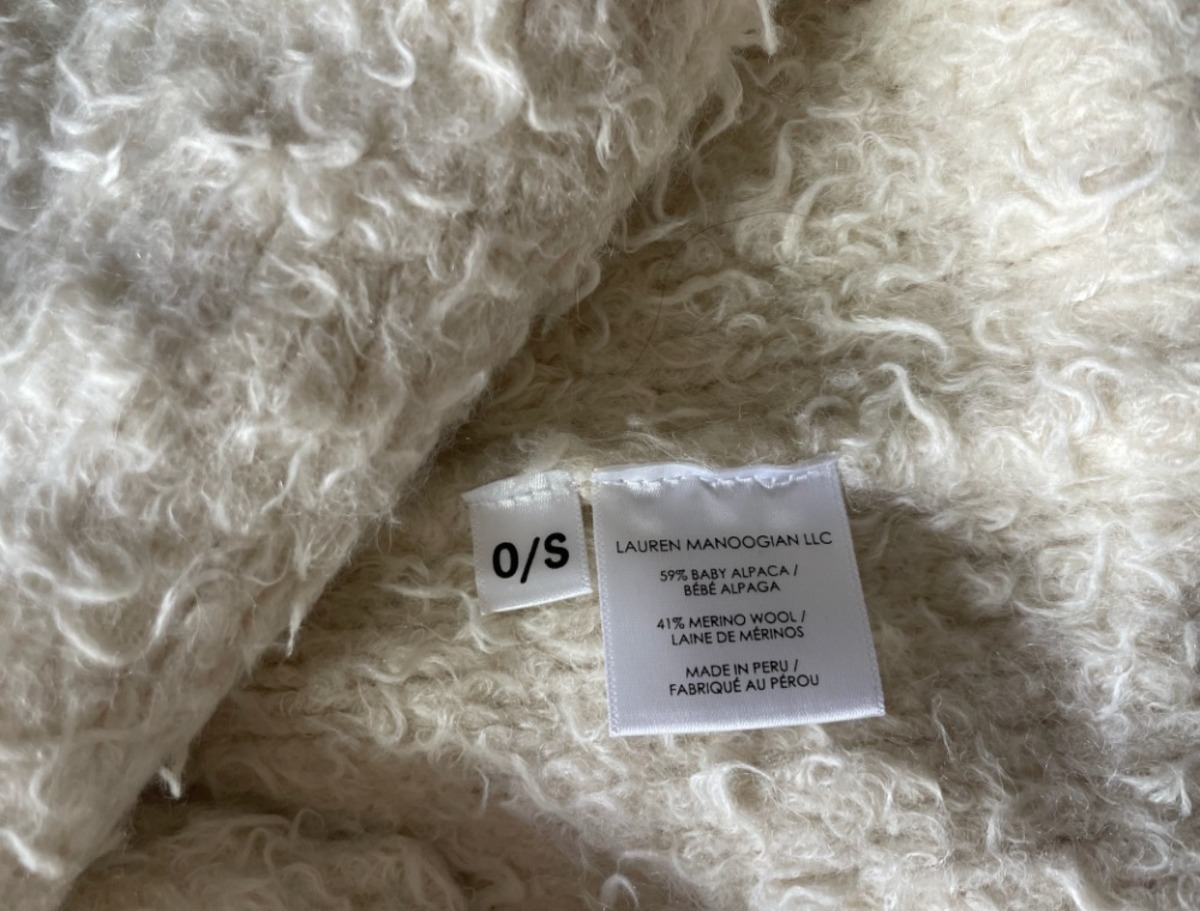 O/S
LAUREN MANOOGIAN LLC
59% BABY ALPACA /
BÉBÉ ALPAGA
41% MERINO WOOL /
LAINE DE MÉRINOS
MADE IN PERU /
FABRIQUÉ AU PÉROU